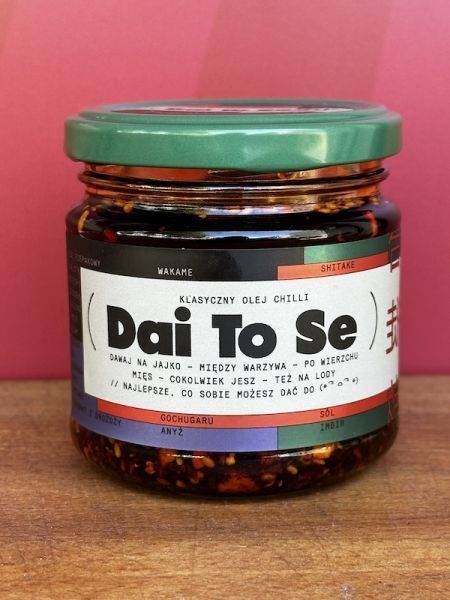 WAKAME
SHITAKE
KLASYCZNY OLEJ CHILLI
( Dai To Se )
DAWAJ NA JAJKO – MIĘDZY WARZYWA – PO WIERZCHU
MIĘS – COKOLWIEK JESZ – TEŻ NA LODY
// NAJLEPSZE, CO SOBIE MOŻESZ DAĆ DO
GOCHUGARU
SÓL
ANYŻ
IMBIR